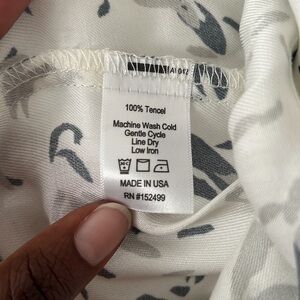 100% Tencel
Machine Wash Cold
Gentle Cycle
Line Dry
Low Iron
MADE IN USA
RN #152499